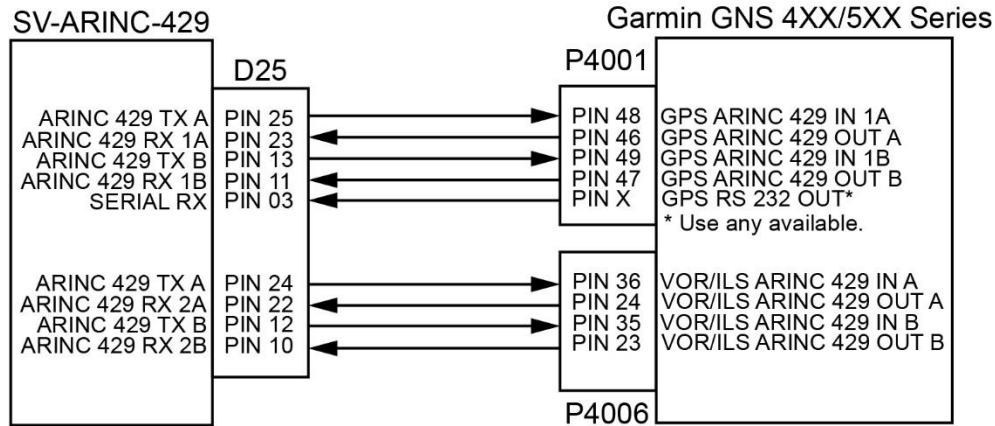 SV-ARINC-429
Garmin GNS 4XX/5XX Series
D25
P4001
ARINC 429 TX A PIN 25 PIN 48 GPS ARINC 429 IN 1A
ARINC 429 RX 1A PIN 23 PIN 46 GPS ARINC 429 OUT A
ARINC 429 TX B PIN 13 PIN 49 GPS ARINC 429 IN 1B
ARINC 429 RX 1B PIN 11 PIN 47 GPS ARINC 429 OUT B
SERIAL RX PIN 03 PIN X GPS RS 232 OUT*
* Use any available.
ARINC 429 TX A PIN 24 PIN 36 VOR/ILS ARINC 429 IN A
ARINC 429 RX 2A PIN 22 PIN 24 VOR/ILS ARINC 429 OUT A
ARINC 429 TX B PIN 12 PIN 35 VOR/ILS ARINC 429 IN B
ARINC 429 RX 2B PIN 10 PIN 23 VOR/ILS ARINC 429 OUT B
P4006